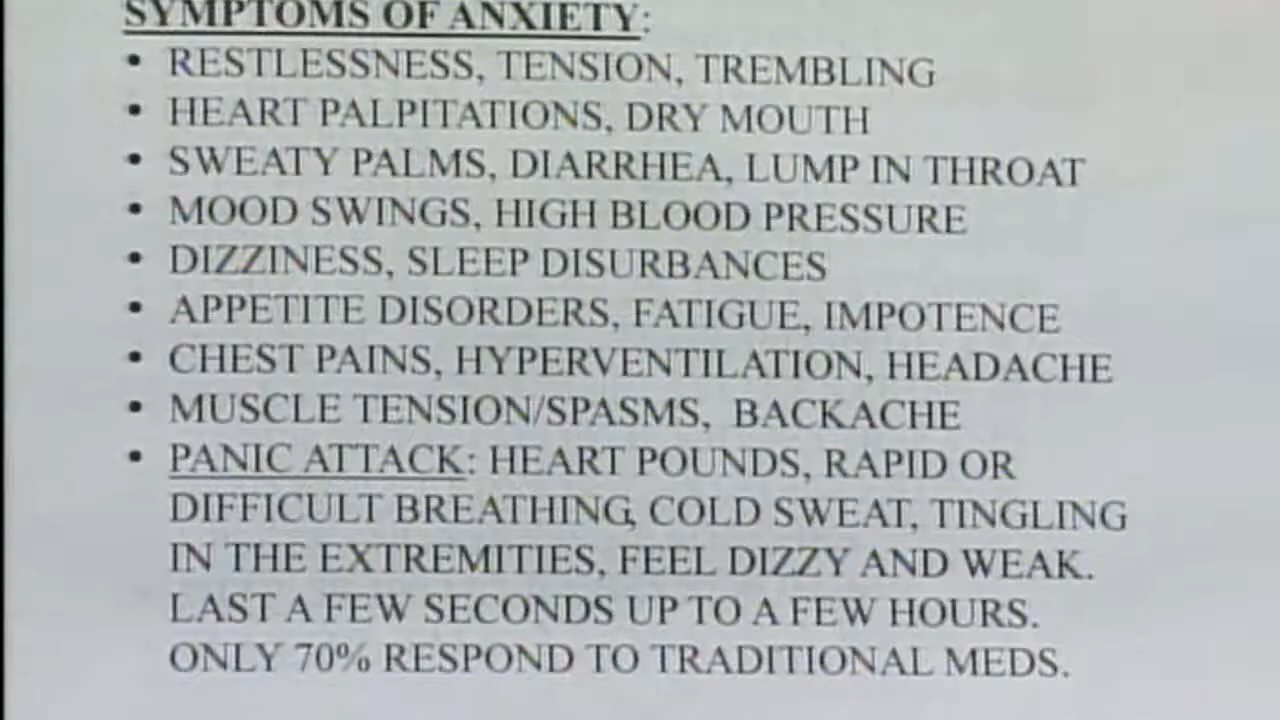 SYMPTOMS OF ANXIETY:
• RESTLESSNESS, TENSION, TREMBLING
• HEART PALPITATIONS, DRY MOUTH
• SWEATY PALMS, DIARRHEA, LUMP IN THROAT
• MOOD SWINGS, HIGH BLOOD PRESSURE
• DIZZINESS, SLEEP DISURBANCES
• APPETITE DISORDERS, FATIGUE, IMPOTENCE
• CHEST PAINS, HYPERVENTILATION, HEADACHE
• MUSCLE TENSION/SPASMS, BACKACHE
• PANIC ATTACK: HEART POUNDS, RAPID OR
DIFFICULT BREATHING, COLD SWEAT, TINGLING
IN THE EXTREMITIES, FEEL DIZZY AND WEAK.
LAST A FEW SECONDS UP TO A FEW HOURS.
ONLY 70% RESPOND TO TRADITIONAL MEDS.